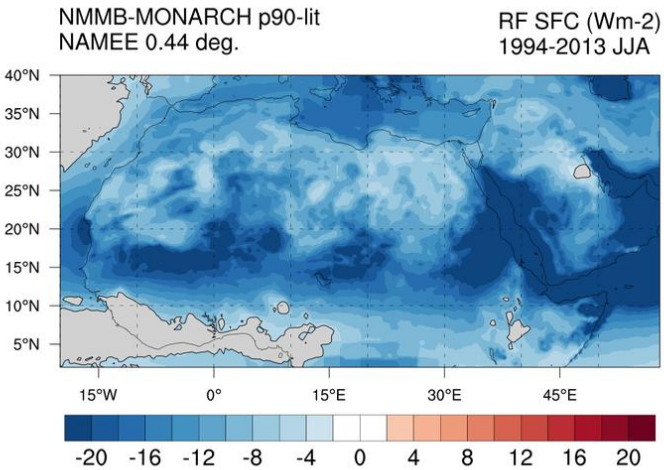 NMMB-MONARCH p90-lit
NAMEE 0.44 deg.
RF SFC (Wm-2)
1994-2013 JJA
40°N
35°N
30°N
25°N
20°N
15°N
10°N
5°N
15°W 0° 15°E 30°E 45°E
-20 -16 -12 -8 -4 0 4 8 12 16 20